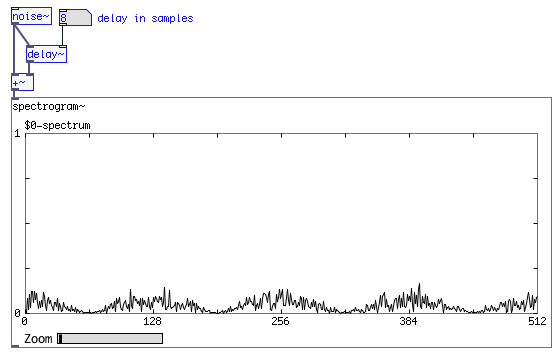 noise~ 8 delay in samples
delay~
+~
spectrogram~
$0-spectrum
1
0
0 128 256 384 512
Zoom